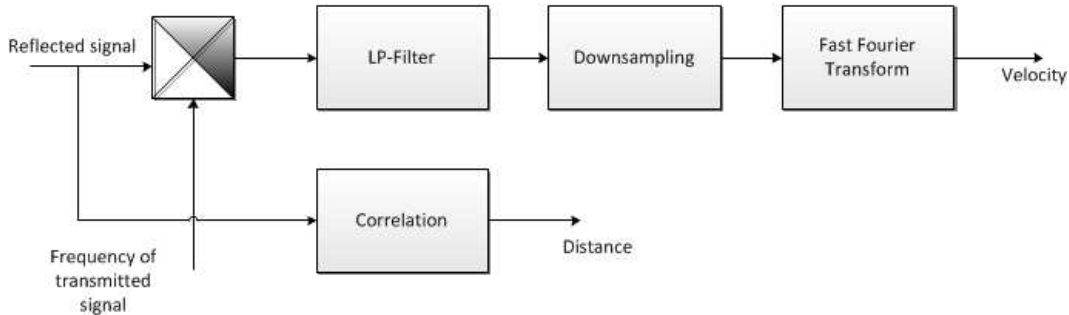 Reflected signal
LP-Filter
Downsampling
Fast Fourier
Transform
Velocity
Correlation
Distance
Frequency of
transmitted
signal